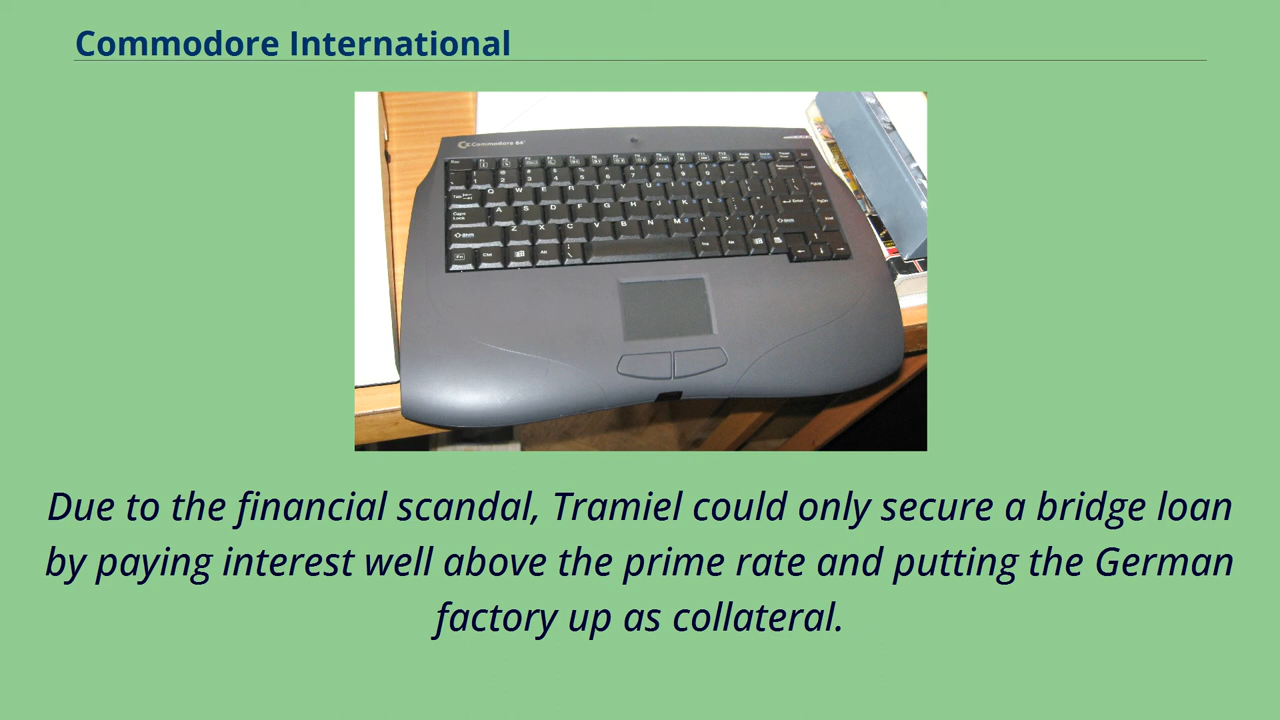 Commodore International
Commodore 64
Due to the financial scandal, Tramiel could only secure a bridge loan
by paying interest well above the prime rate and putting the German
factory up as collateral.